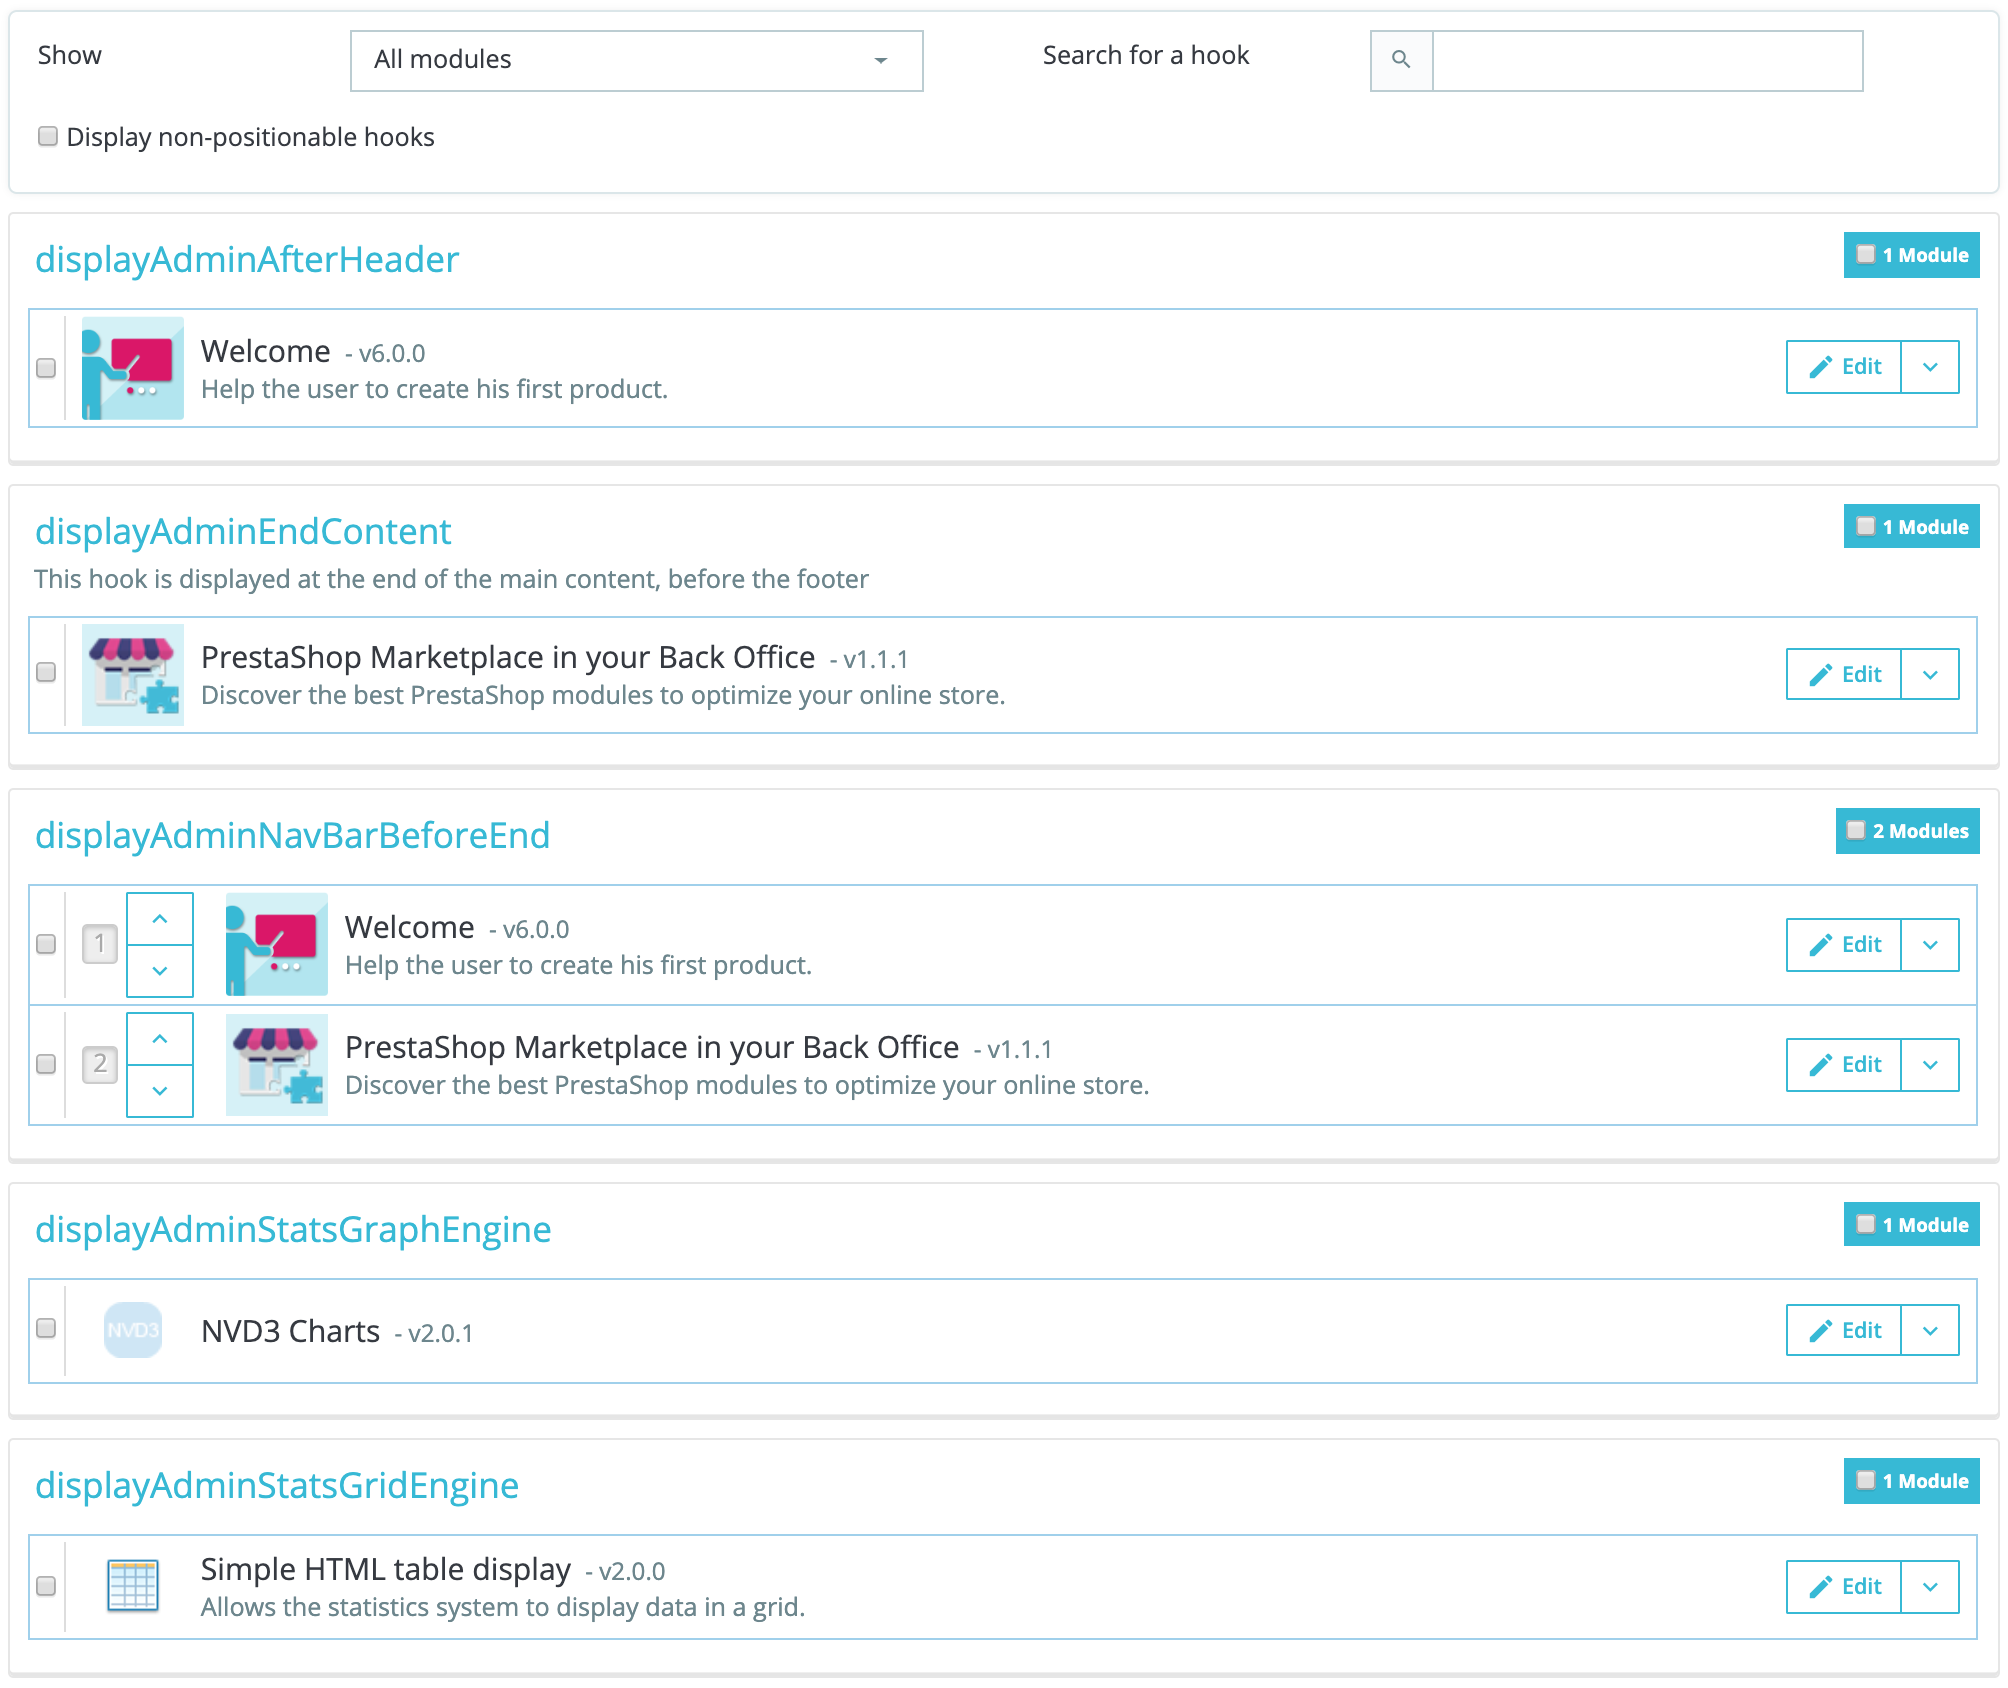 Show
All modules
Search for a hook
Display non-positionable hooks
displayAdminAfterHeader
1 Module
Welcome - v6.0.0
Help the user to create his first product.
Edit
displayAdminEndContent
1 Module
This hook is displayed at the end of the main content, before the footer
PrestaShop Marketplace in your Back Office - v1.1.1
Discover the best PrestaShop modules to optimize your online store.
Edit
displayAdminNavBarBeforeEnd
2 Modules
1
Welcome - v6.0.0
Help the user to create his first product.
Edit
2
PrestaShop Marketplace in your Back Office - v1.1.1
Discover the best PrestaShop modules to optimize your online store.
Edit
displayAdminStatsGraphEngine
1 Module
NVD3
NVD3 Charts - v2.0.1
Edit
displayAdminStatsGridEngine
1 Module
Simple HTML table display - v2.0.0
Allows the statistics system to display data in a grid.
Edit